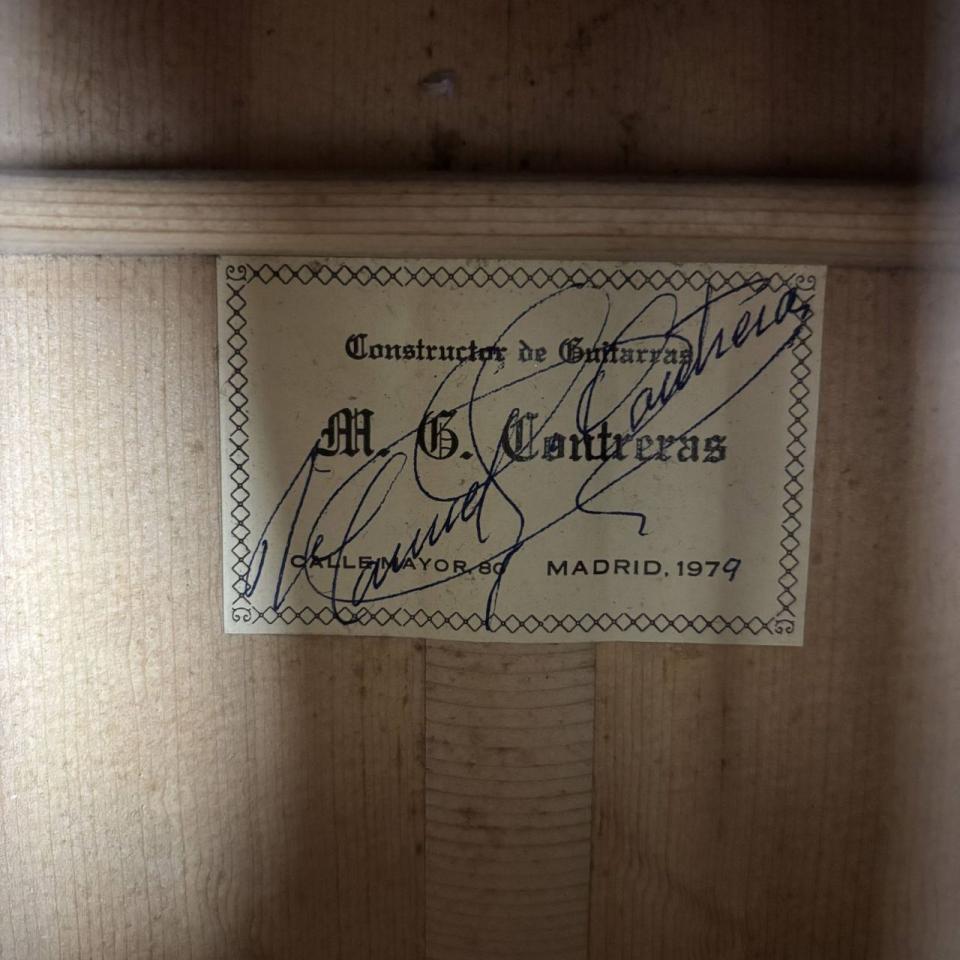 Constructor de Guitarras
M. G. Contreras
Manuel G. Contreras
CALLE MAYOR, 80 MADRID, 1979